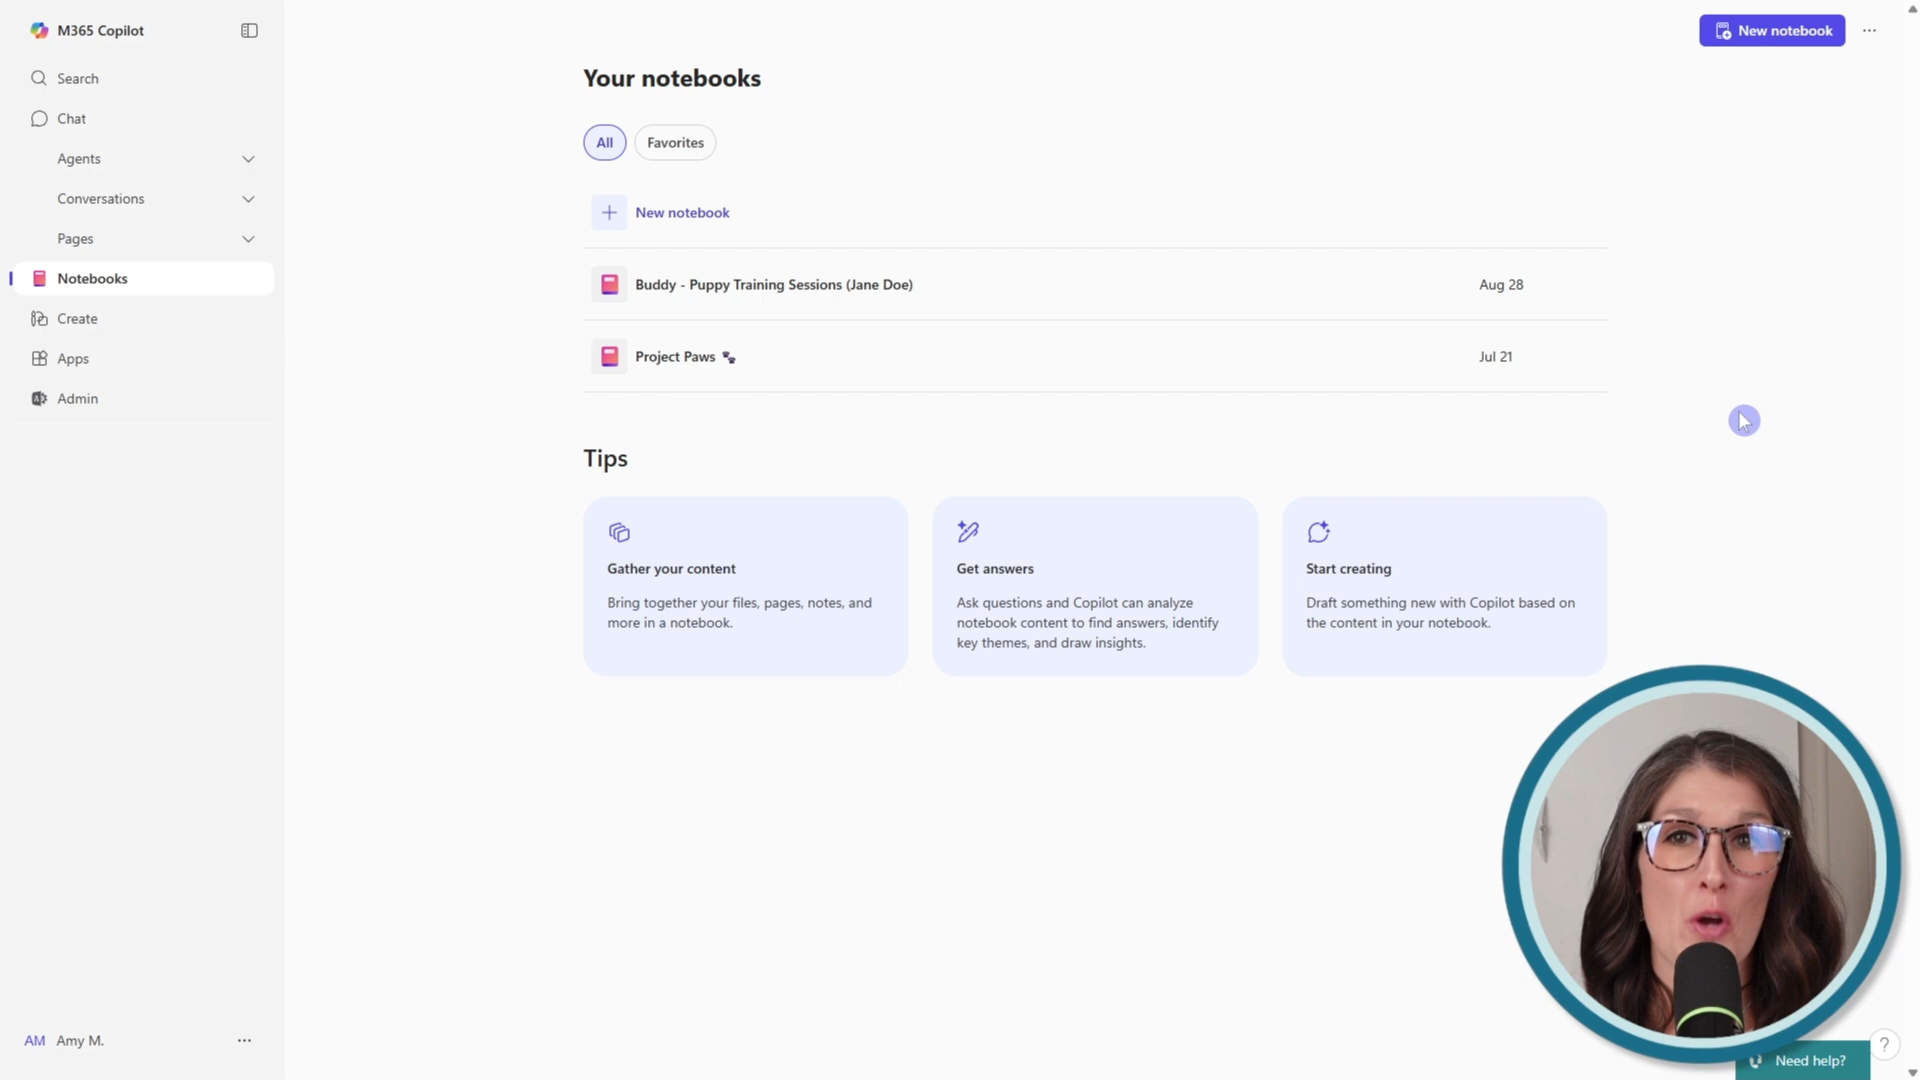 M365 Copilot
Search
Chat
Agents
Conversations
Pages
Notebooks
Create
Apps
Admin
AM Amy M.
New notebook
Your notebooks
All
Favorites
New notebook
Buddy - Puppy Training Sessions (Jane Doe)
Aug 28
Project Paws 🐾
Jul 21
Tips
Gather your content
Bring together your files, pages, notes, and
more in a notebook.
Get answers
Ask questions and Copilot can analyze
notebook content to find answers, identify
key themes, and draw insights.
Start creating
Draft something new with Copilot based on
the content in your notebook.
Need help?
?